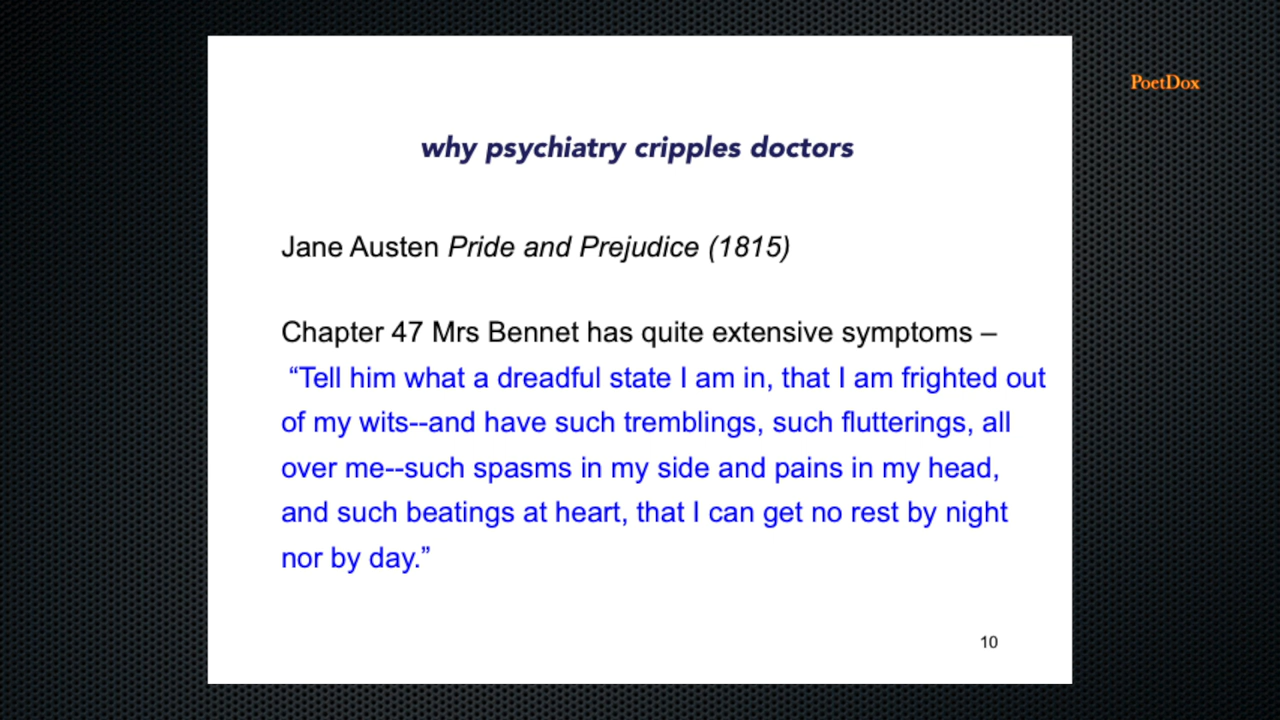 PoetDox
why psychiatry cripples doctors
Jane Austen Pride and Prejudice (1815)
Chapter 47 Mrs Bennet has quite extensive symptoms –
“Tell him what a dreadful state I am in, that I am frighted out
of my wits--and have such tremblings, such flutterings, all
over me--such spasms in my side and pains in my head,
and such beatings at heart, that I can get no rest by night
nor by day.”
10